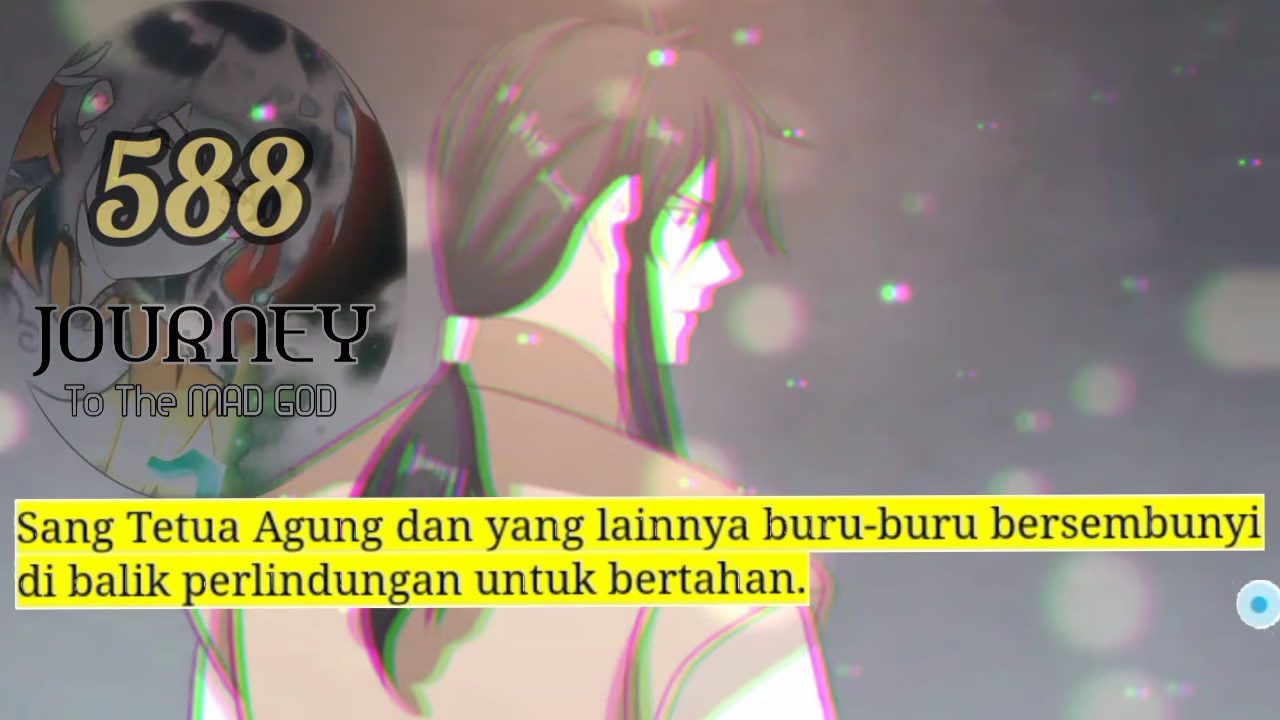 588
JOURNEY
To The MAD GOD
Sang Tetua Agung dan yang lainnya buru-buru bersembunyi
di balik perlindungan untuk bertahan.